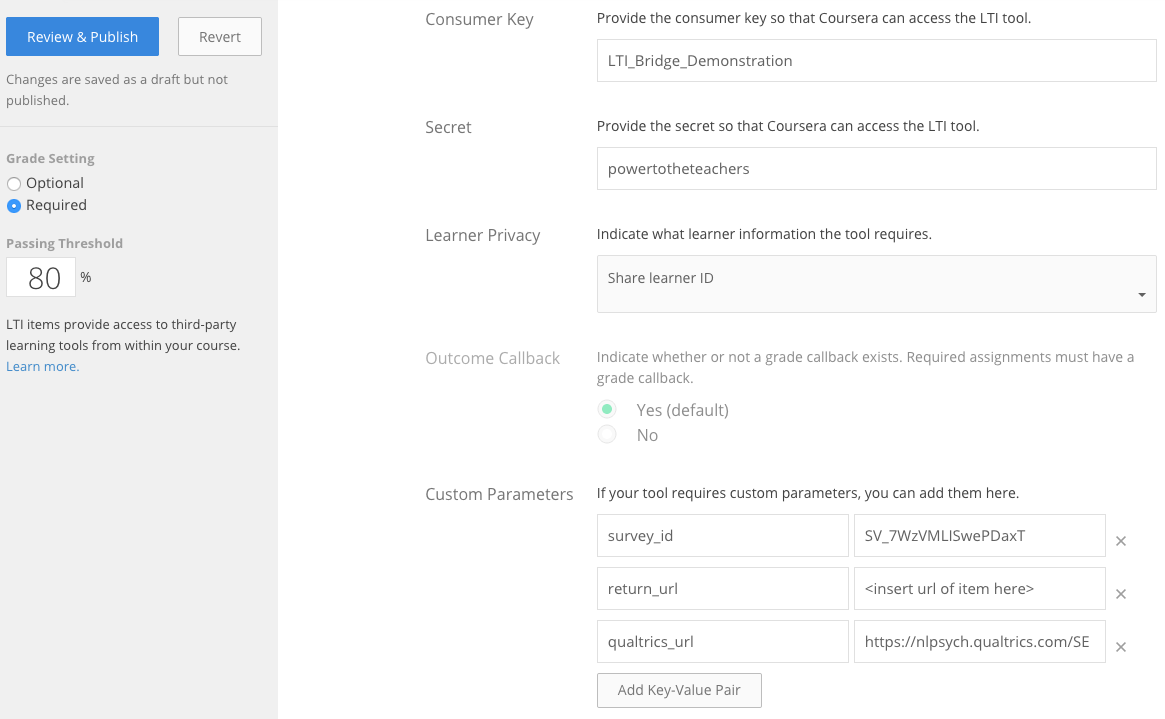 Review & Publish
Revert
Changes are saved as a draft but not
published.
Grade Setting
Optional
Required
Passing Threshold
80 %
LTI items provide access to third-party
learning tools from within your course.
Learn more.
Consumer Key
Provide the consumer key so that Coursera can access the LTI tool.
LTI_Bridge_Demonstration
Secret
Provide the secret so that Coursera can access the LTI tool.
powertotheteachers
Learner Privacy
Indicate what learner information the tool requires.
Share learner ID
Outcome Callback
Indicate whether or not a grade callback exists. Required assignments must have a
grade callback.
Yes (default)
No
Custom Parameters
If your tool requires custom parameters, you can add them here.
survey_id
SV_7WzVMLISwePDaxT
return_url
<insert url of item here>
qualtrics_url
https://nlpsych.qualtrics.com/SE
Add Key-Value Pair